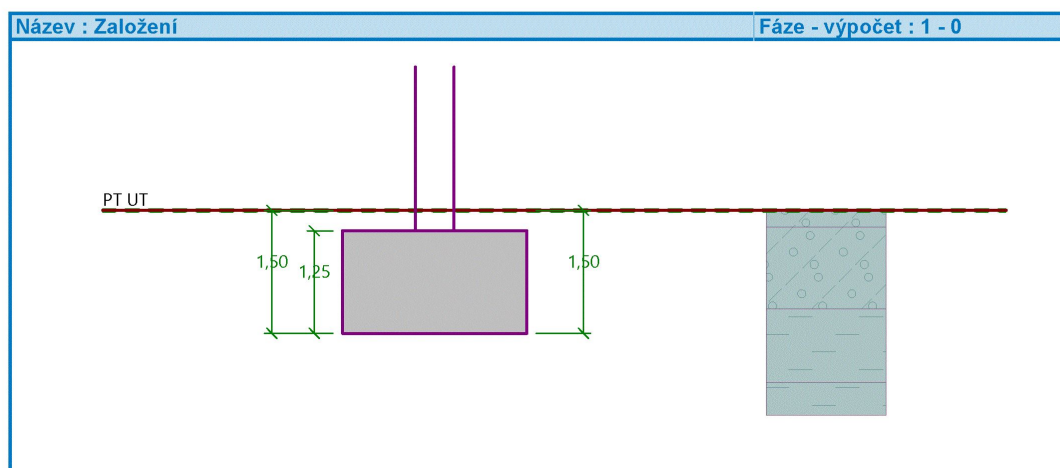 Název : Založení
Fáze - výpočet : 1 - 0
PT UT
1,50
1,25
1,50